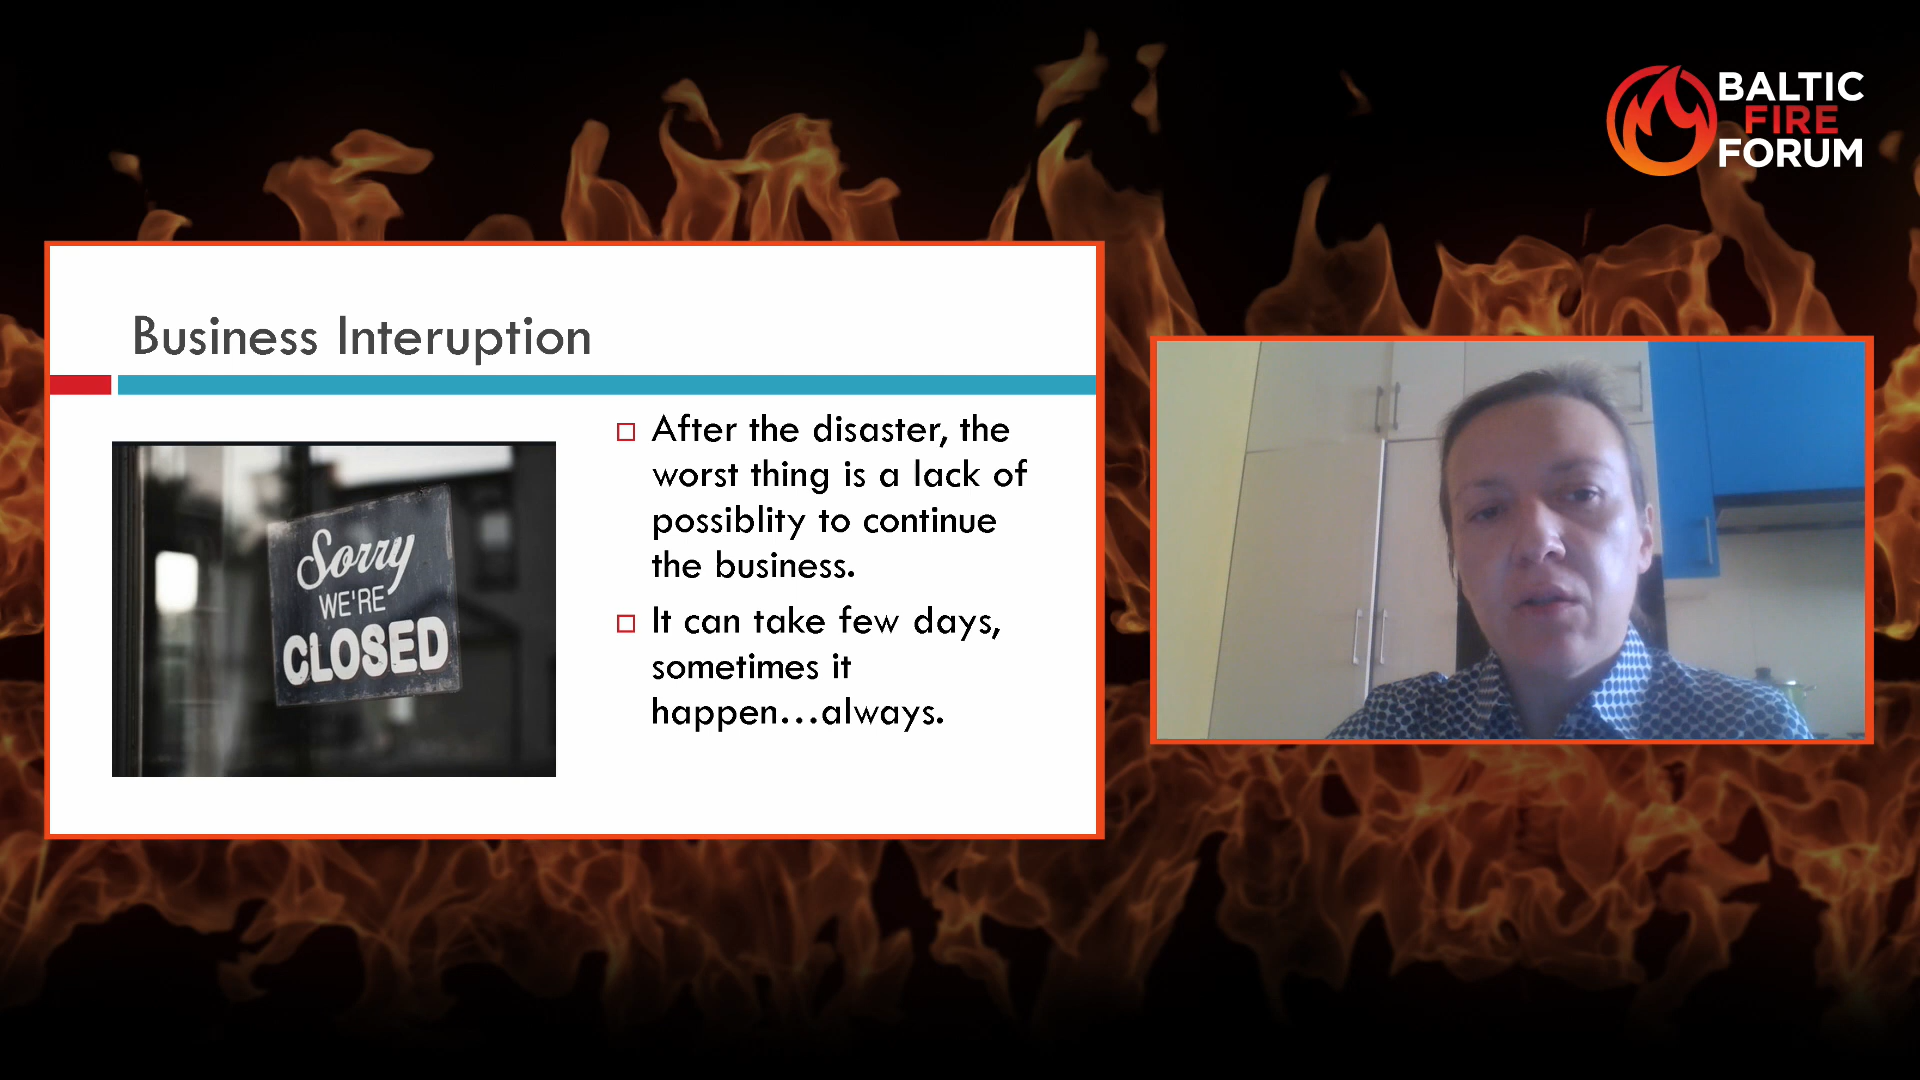 BALTIC
FIRE
FORUM
Business Interuption
Sorry
WE'RE
CLOSED
After the disaster, the
worst thing is a lack of
possiblity to continue
the business.
It can take few days,
sometimes it
happen...always.